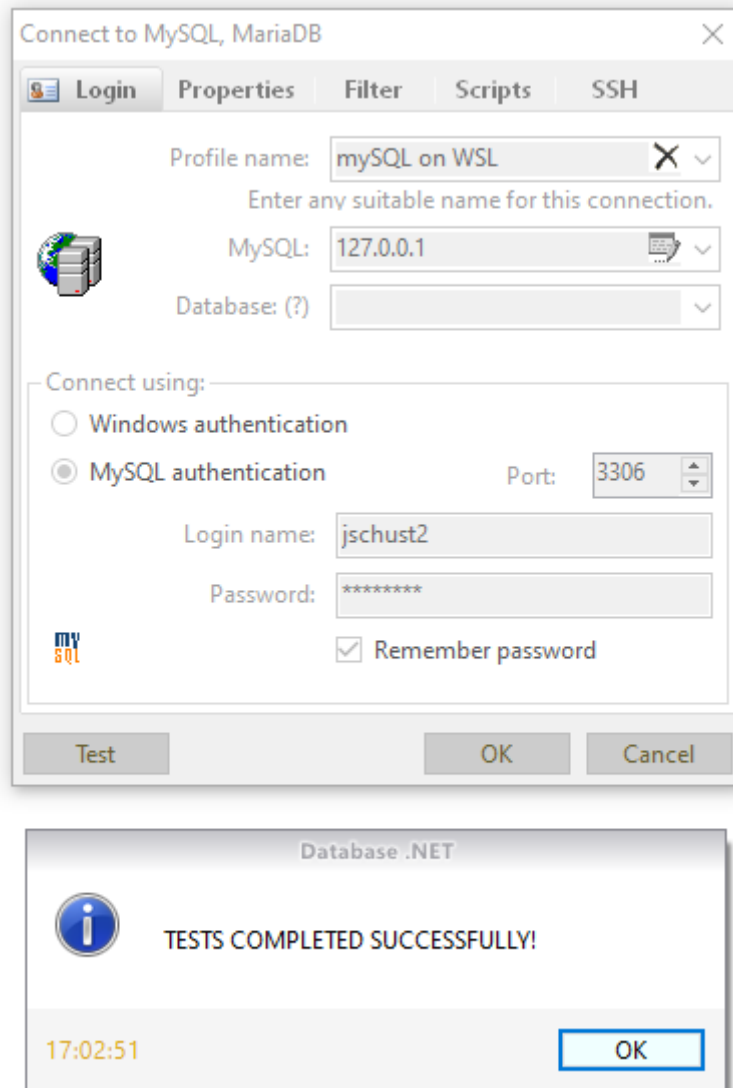 Connect to MySQL, MariaDB
Login Properties Filter Scripts SSH
Profile name: mySQL on WSL
Enter any suitable name for this connection.
MySQL: 127.0.0.1
Database: (?)
Connect using:
Windows authentication
MySQL authentication Port: 3306
Login name: jschust2
Password: ********
MY
SQL
Remember password
Test OK Cancel
Database .NET
TESTS COMPLETED SUCCESSFULLY!
17:02:51 OK